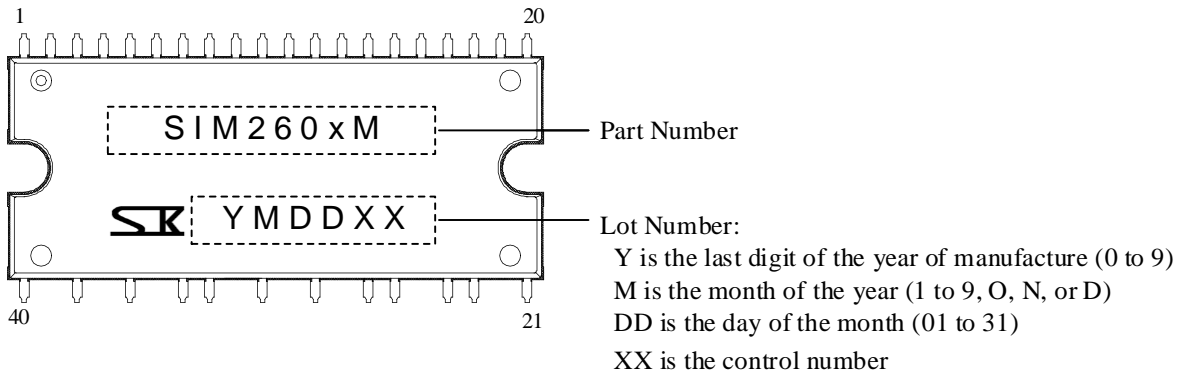 1 20
SIM260xM
Part Number
SK YMDDXX
Lot Number:
Y is the last digit of the year of manufacture (0 to 9)
M is the month of the year (1 to 9, O, N, or D)
DD is the day of the month (01 to 31)
XX is the control number
40 21